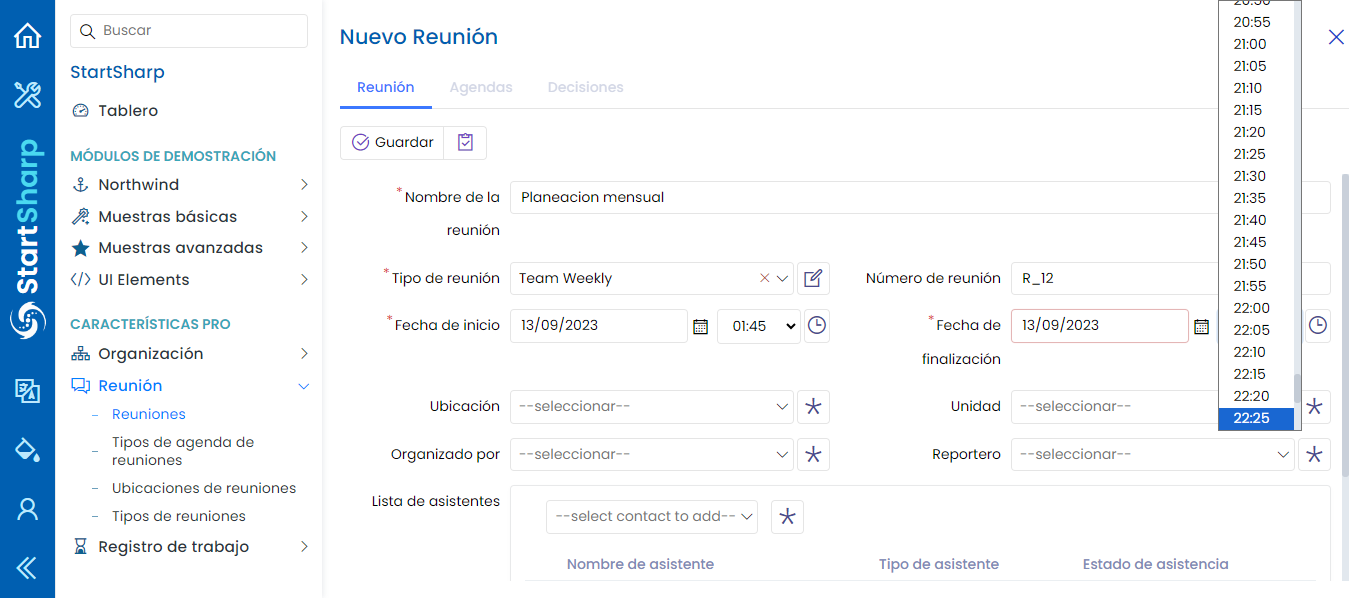 Buscar
StartSharp
Tablero
MÓDULOS DE DEMOSTRACIÓN
Northwind
Muestras básicas
Muestras avanzadas
UI Elements
CARACTERÍSTICAS PRO
Organización
Reunión
Reuniones
Tipos de agenda de
reuniones
Ubicaciones de reuniones
Tipos de reuniones
Registro de trabajo
StartSharp
Nuevo Reunión
Reunión Agendas Decisiones
Guardar
*Nombre de la
reunión
Planeacion mensual
*Tipo de reunión Team Weekly
Número de reunión R_12
*Fecha de inicio 13/09/2023 01:45
*Fecha de
finalización
13/09/2023
Ubicación --seleccionar--
Unidad --seleccionar--
Organizado por --seleccionar--
Reportero --seleccionar--
Lista de asistentes
--select contact to add--
Nombre de asistente Tipo de asistente Estado de asistencia
20:50
20:55
21:00
21:05
21:10
21:15
21:20
21:25
21:30
21:35
21:40
21:45
21:50
21:55
22:00
22:05
22:10
22:15
22:20
22:25